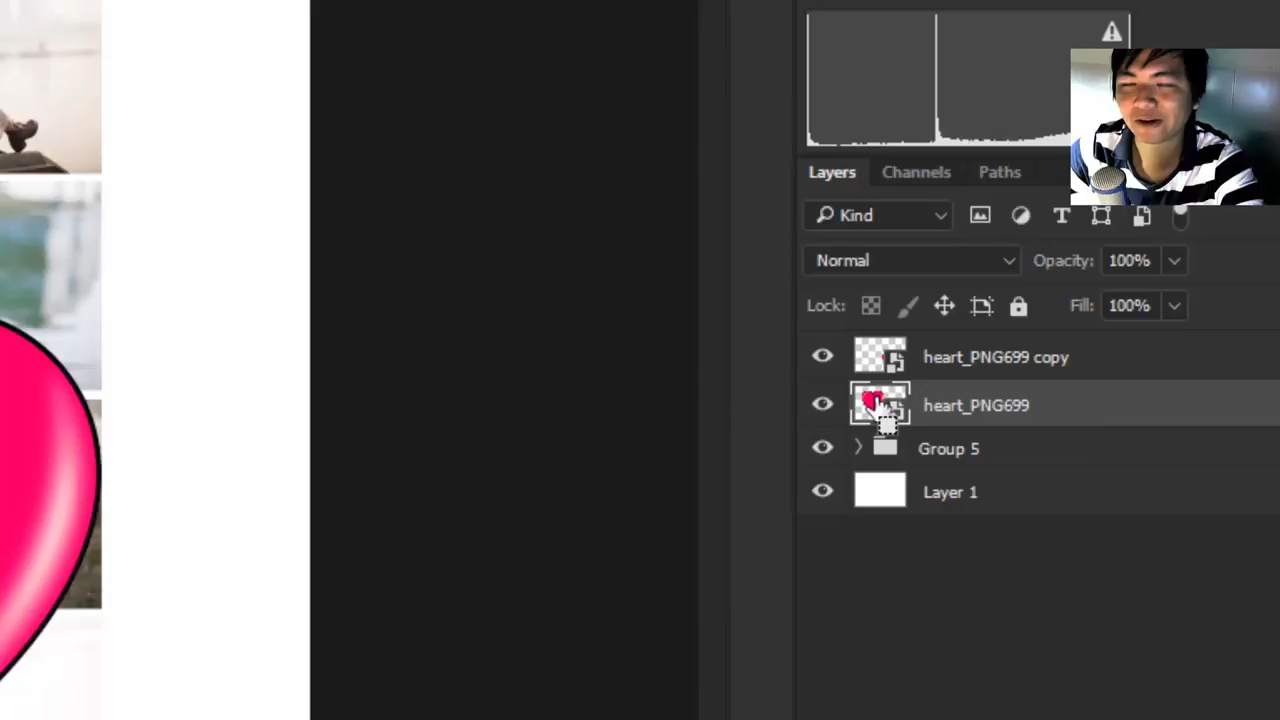 Layers Channels Paths
Kind
Normal Opacity: 100%
Lock: Fill: 100%
heart_PNG699 copy
heart_PNG699
Group 5
Layer 1